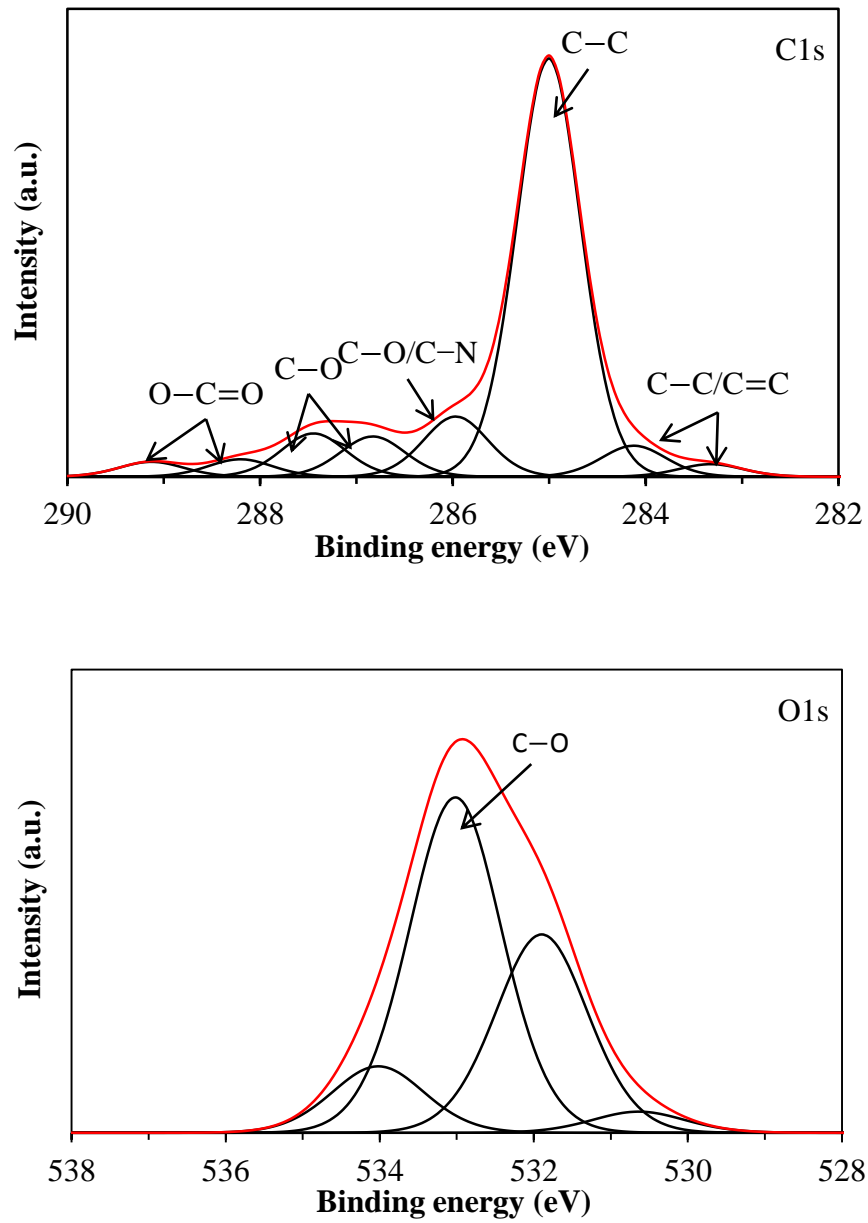 C−C
C1s
C−O
C−O/C−N
O−C=O
C−C/C=C
Intensity (a.u.)
290 288 286 284 282
Binding energy (eV)
O1s
C−O
Intensity (a.u.)
538 536 534 532 530 528
Binding energy (eV)